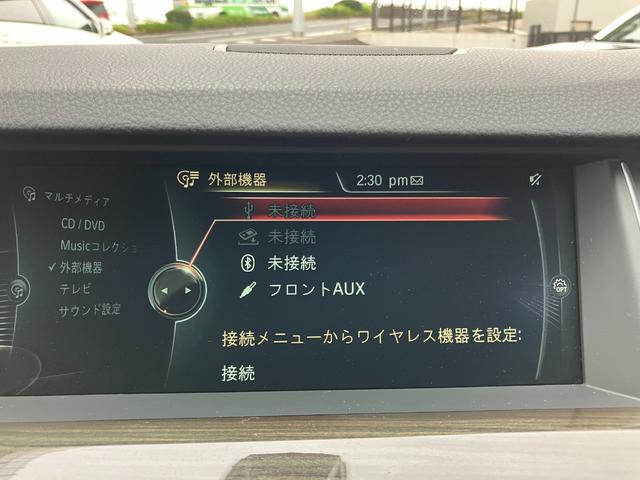 外部機器
2:30 pm
マルチメディア
CD / DVD
Musicコレクショ
外部機器
テレビ
サウンド設定
未接続
未接続
未接続
フロントAUX
接続メニューからワイヤレス機器を設定:
接続
OPT